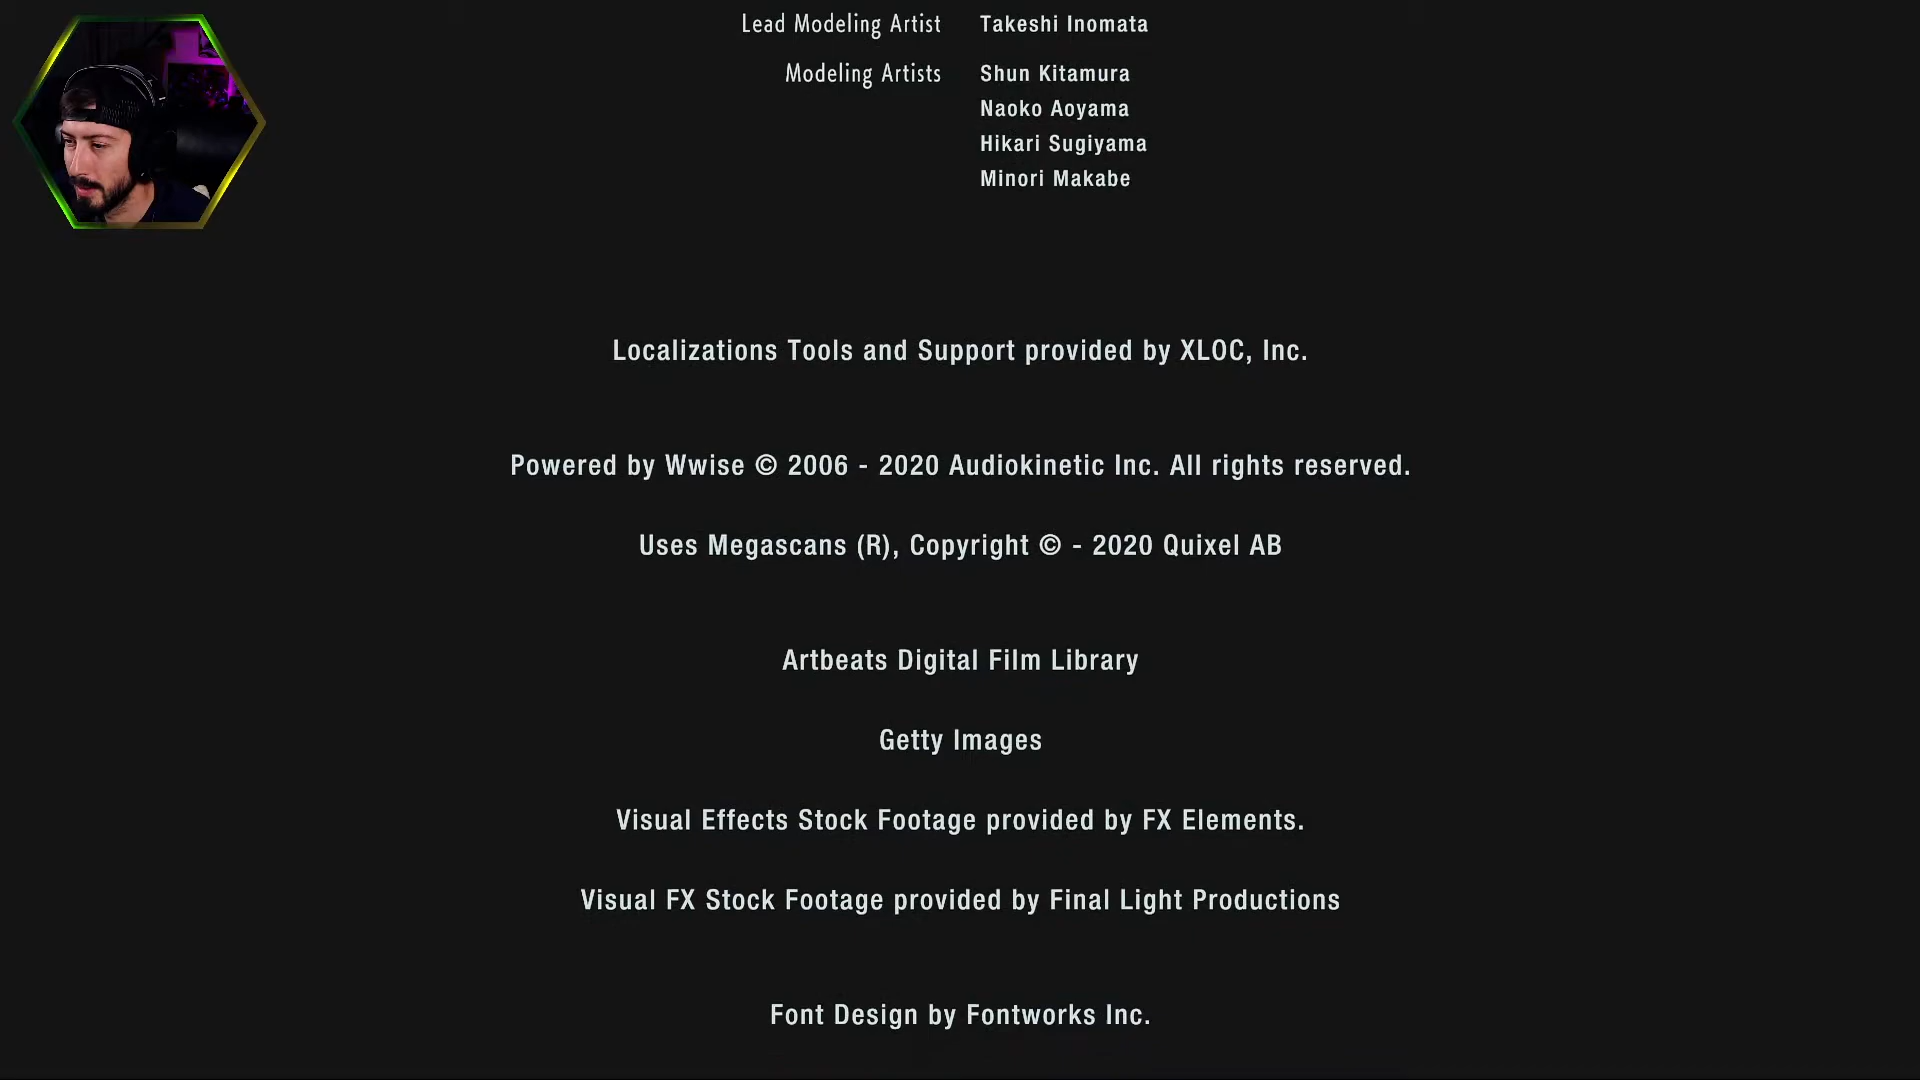 Lead Modeling Artist Takeshi Inomata
Modeling Artists Shun Kitamura
Naoko Aoyama
Hikari Sugiyama
Minori Makabe
Localizations Tools and Support provided by XLOC, Inc.
Powered by Wwise © 2006 - 2020 Audiokinetic Inc. All rights reserved.
Uses Megascans (R), Copyright © - 2020 Quixel AB
Artbeats Digital Film Library
Getty Images
Visual Effects Stock Footage provided by FX Elements.
Visual FX Stock Footage provided by Final Light Productions
Font Design by Fontworks Inc.